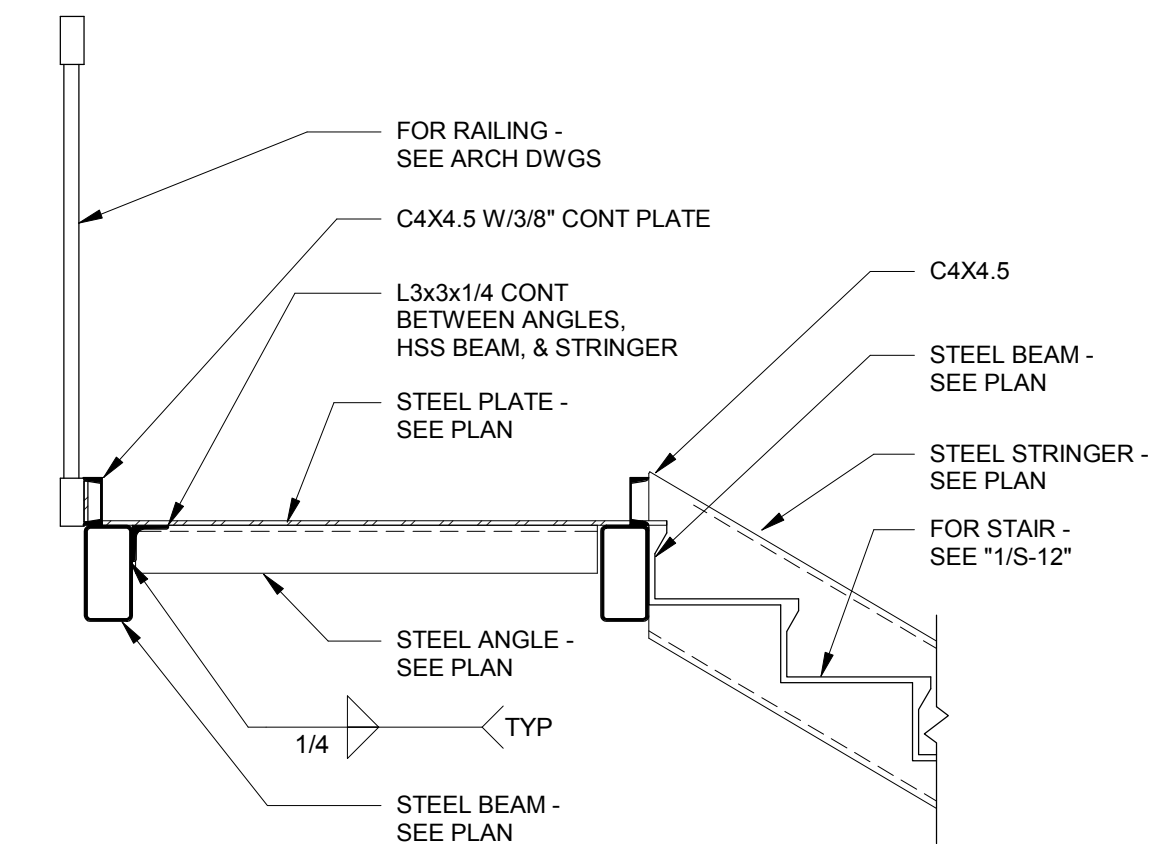 FOR RAILING -
SEE ARCH DWGS
C4X4.5 W/3/8" CONT PLATE
L3x3x1/4 CONT
BETWEEN ANGLES,
HSS BEAM, & STRINGER
STEEL PLATE -
SEE PLAN
C4X4.5
STEEL BEAM -
SEE PLAN
STEEL STRINGER -
SEE PLAN
FOR STAIR -
SEE "1/S-12"
STEEL ANGLE -
SEE PLAN
1/4
TYP
STEEL BEAM -
SEE PLAN